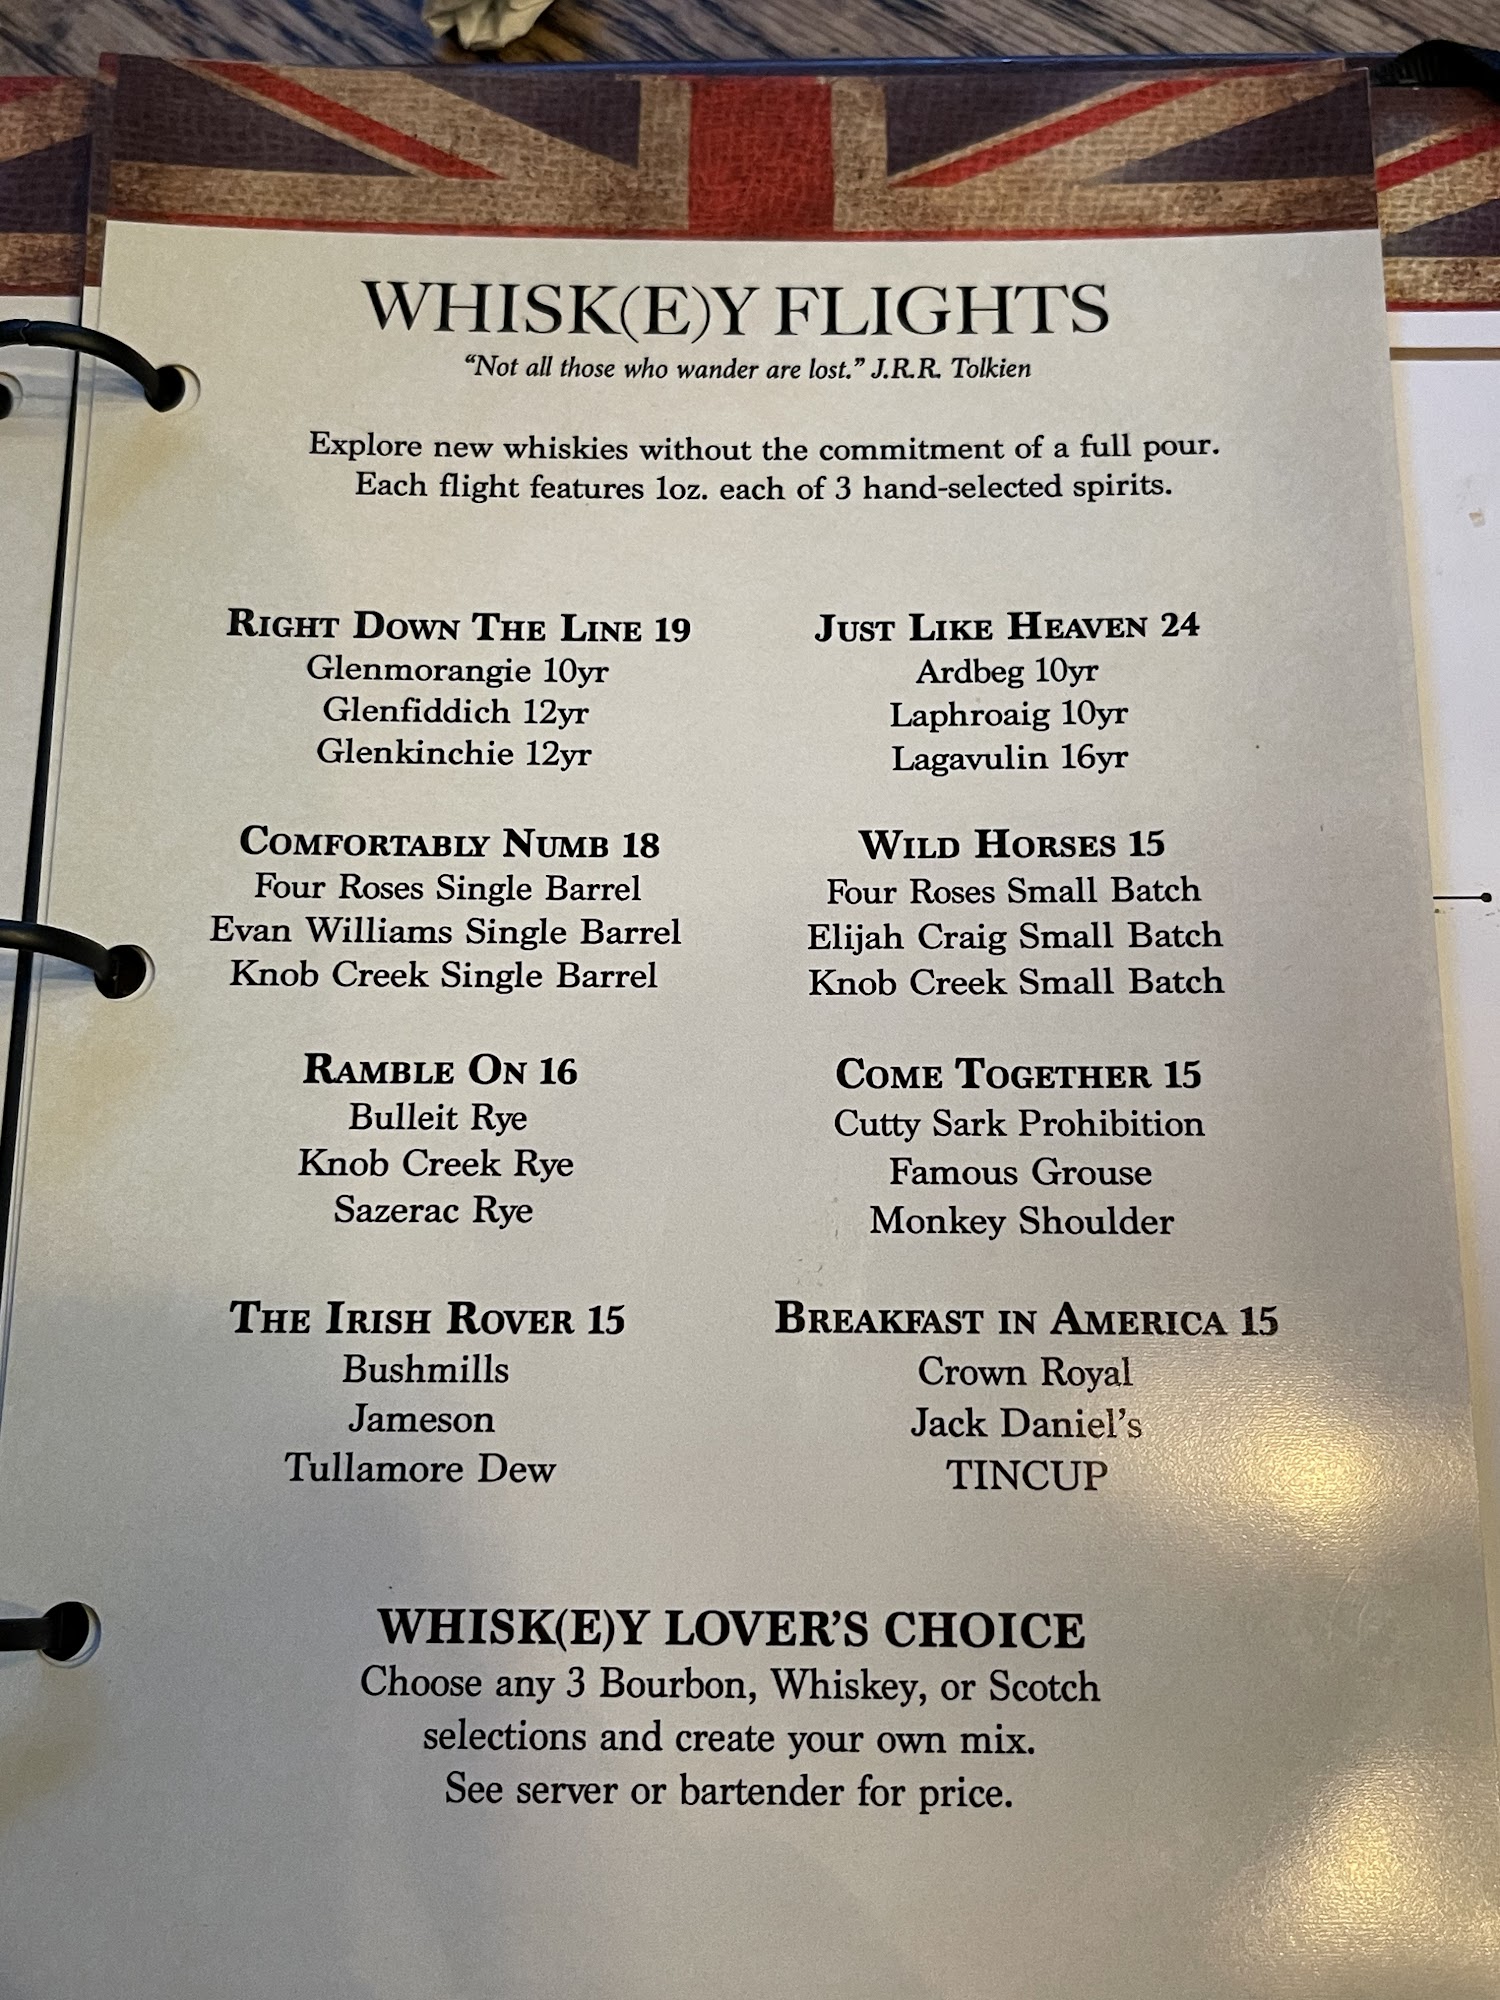 WHISK(E)Y FLIGHTS
“Not all those who wander are lost.” J.R.R. Tolkien
Explore new whiskies without the commitment of a full pour.
Each flight features 1oz. each of 3 hand-selected spirits.
RIGHT DOWN THE LINE 19
Glenmorangie 10yr
Glenfiddich 12yr
Glenkinchie 12yr
JUST LIKE HEAVEN 24
Ardbeg 10yr
Laphroaig 10yr
Lagavulin 16yr
COMFORTABLY NUMB 18
Four Roses Single Barrel
Evan Williams Single Barrel
Knob Creek Single Barrel
WILD HORSES 15
Four Roses Small Batch
Elijah Craig Small Batch
Knob Creek Small Batch
RAMBLE ON 16
Bulleit Rye
Knob Creek Rye
Sazerac Rye
COME TOGETHER 15
Cutty Sark Prohibition
Famous Grouse
Monkey Shoulder
THE IRISH ROVER 15
Bushmills
Jameson
Tullamore Dew
BREAKFAST IN AMERICA 15
Crown Royal
Jack Daniel’s
TINCUP
WHISK(E)Y LOVER’S CHOICE
Choose any 3 Bourbon, Whiskey, or Scotch
selections and create your own mix.
See server or bartender for price.